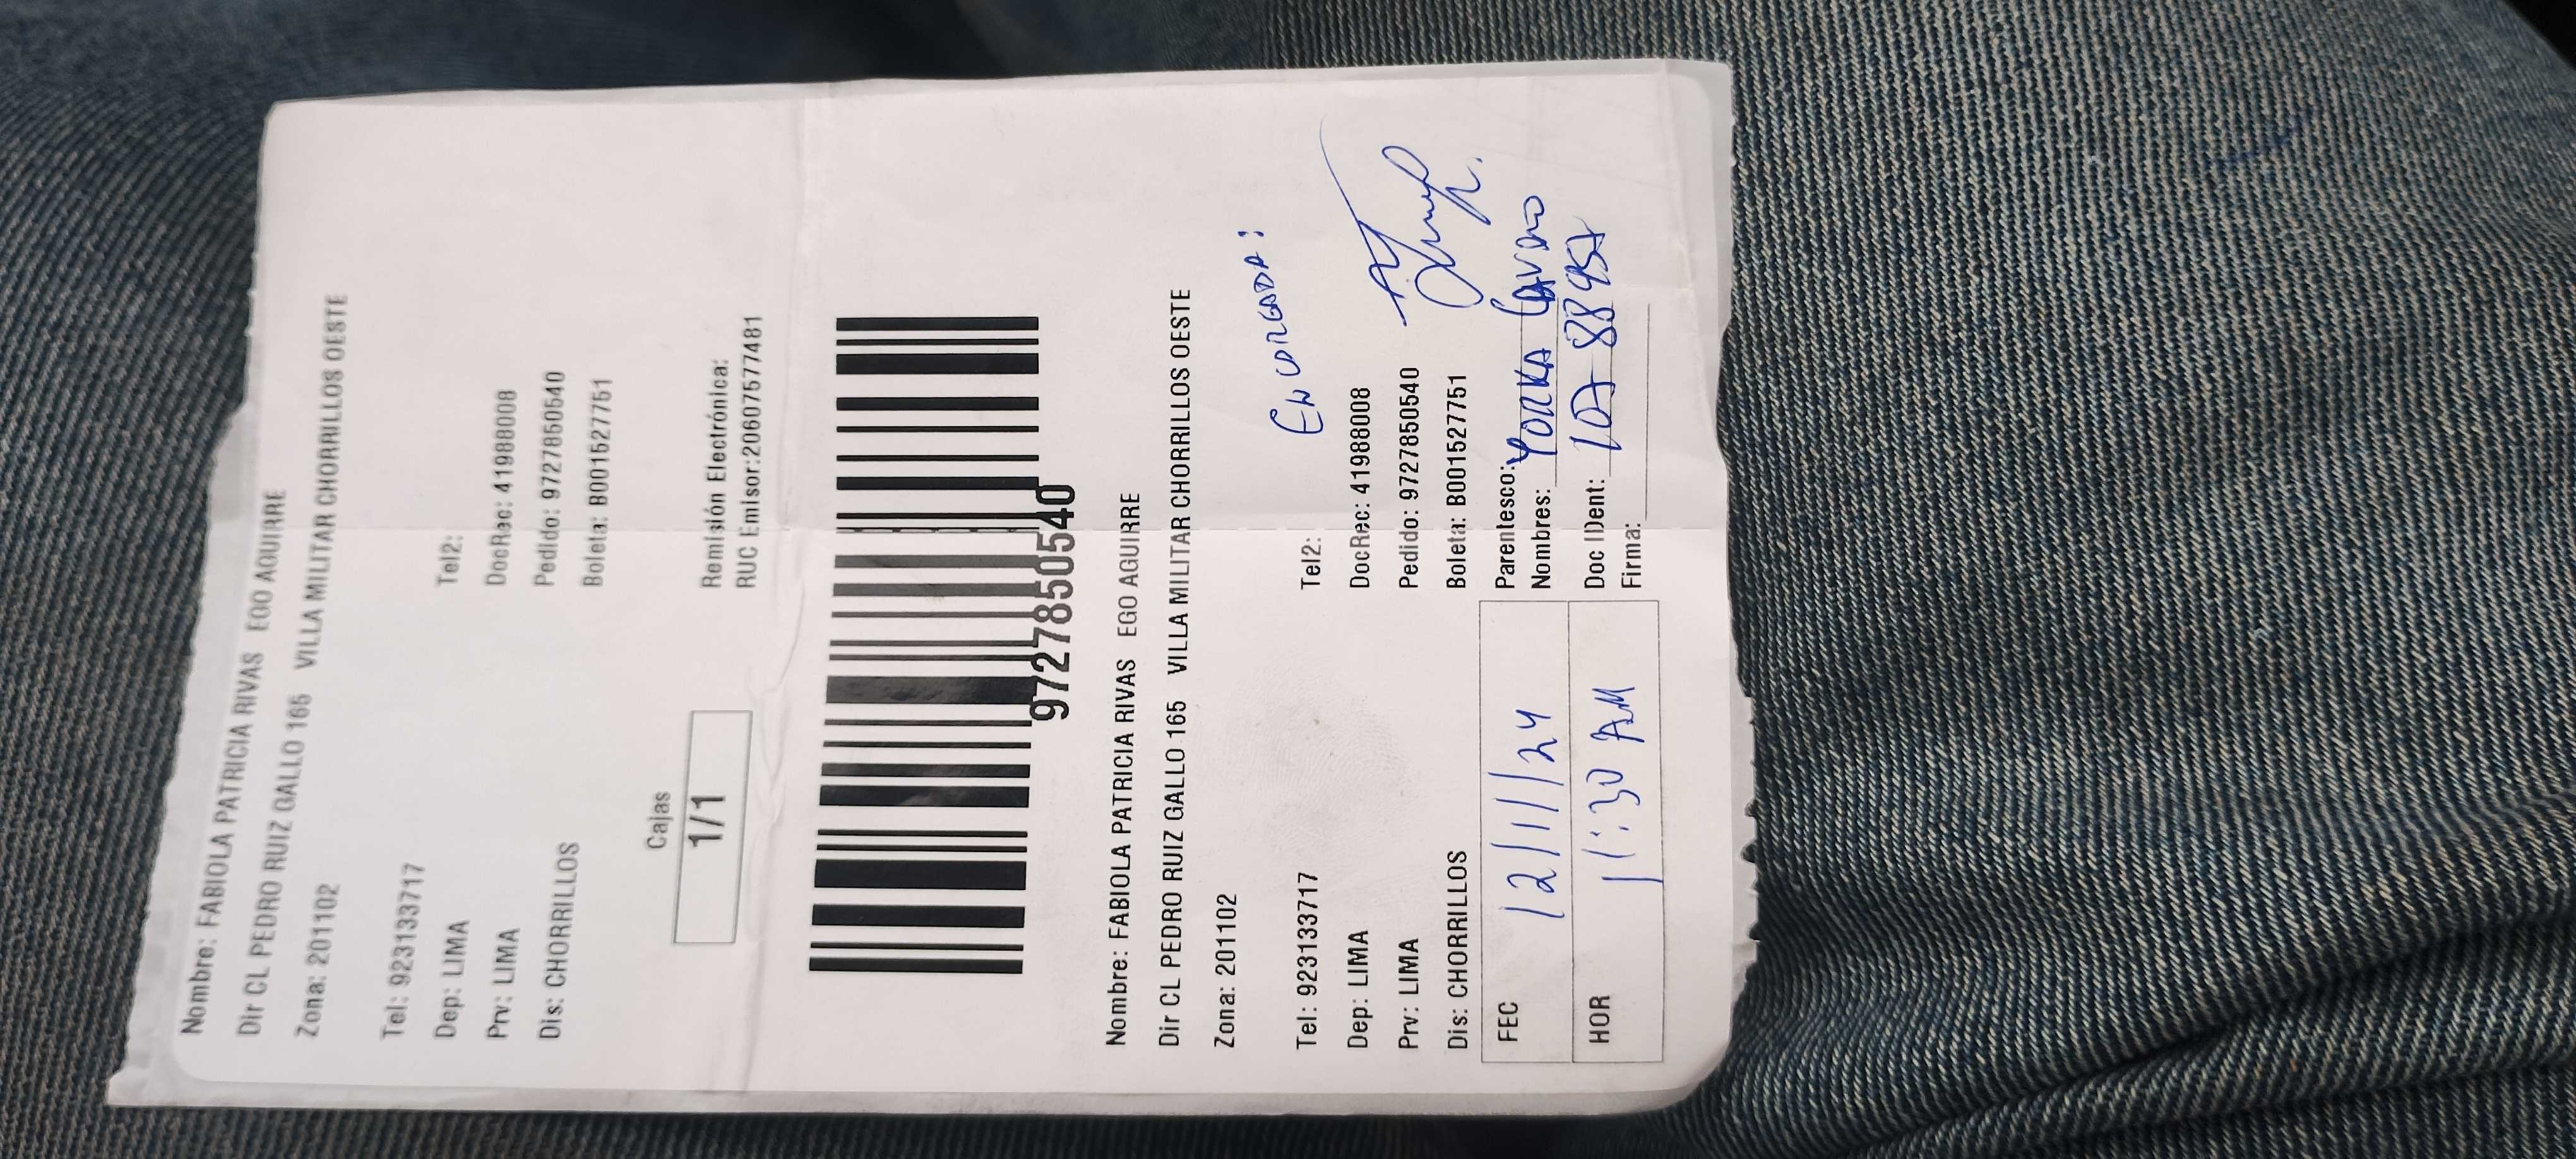 Nombre: FABIOLA PATRICIA RIVAS EGO AGUIRRE
Dir CL PEDRO RUIZ GALLO 165 VILLA MILITAR CHORRILLOS OESTE
Zona: 201102
Tel: 923133717 Tel2:
Dep: LIMA DocRec: 41988008
Prv: LIMA Pedido: 9727850540
Dis: CHORRILLOS Boleta: B001527751
Cajas
1/1
Remisión Electrónica:
RUC Emisor:20607577481
9727850540
Nombre: FABIOLA PATRICIA RIVAS EGO AGUIRRE
Dir CL PEDRO RUIZ GALLO 165 VILLA MILITAR CHORRILLOS OESTE
Zona: 201102
ENCORGADA:
Tel: 923133717 Tel2:
Dep: LIMA DocRec: 41988008
Prv: LIMA Pedido: 9727850540
Dis: CHORRILLOS Boleta: B001527751
FEC 12/11/24 Parentesco:
Nombres: YORKA
HOR 11:30 AM Doc IDent:
Firma: